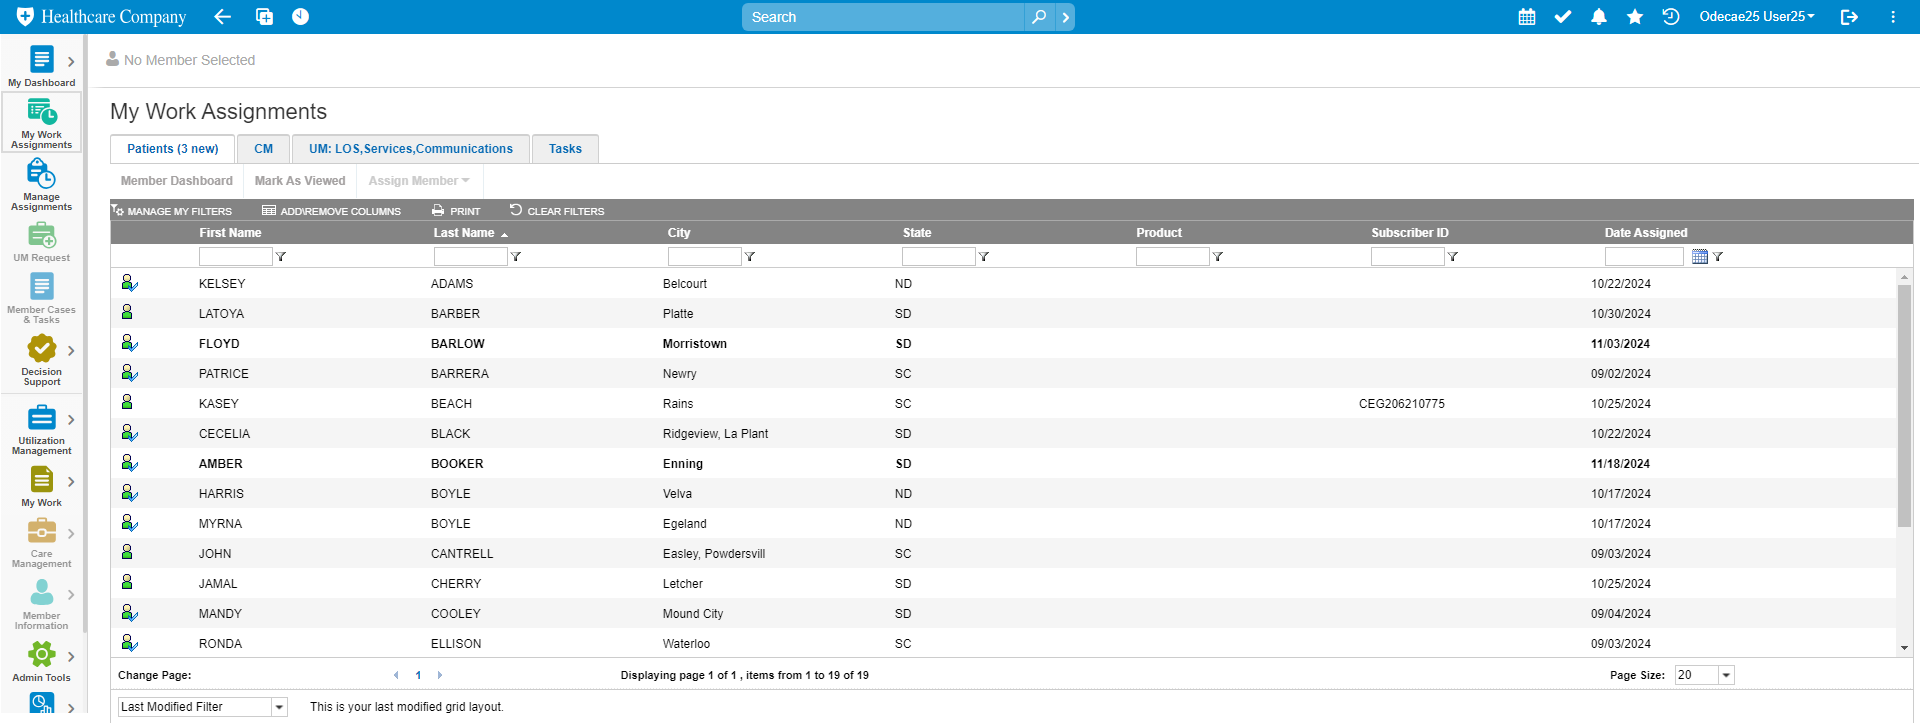 Healthcare Company
Search
Odecae25 User25
No Member Selected
My Dashboard
My Work
Assignments
Manage
Assignments
UM Request
Member Cases
& Tasks
Decision
Support
Utilization
Management
My Work
Care
Management
Member
Information
Admin Tools
My Work Assignments
Patients (3 new) CM UM: LOS,Services,Communications Tasks
Member Dashboard Mark As Viewed Assign Member
MANAGE MY FILTERS ADD\REMOVE COLUMNS PRINT CLEAR FILTERS
First Name Last Name City State Product Subscriber ID Date Assigned
KELSEY ADAMS Belcourt ND 10/22/2024
LATOYA BARBER Platte SD 10/30/2024
FLOYD BARLOW Morristown SD 11/03/2024
PATRICE BARRERA Newry SC 09/02/2024
KASEY BEACH Rains SC CEG206210775 10/25/2024
CECELIA BLACK Ridgeview, La Plant SD 10/22/2024
AMBER BOOKER Enning SD 11/18/2024
HARRIS BOYLE Velva ND 10/17/2024
MYRNA BOYLE Egeland ND 10/17/2024
JOHN CANTRELL Easley, Powdersvill SC 09/03/2024
JAMAL CHERRY Letcher SD 10/25/2024
MANDY COOLEY Mound City SD 09/04/2024
RONDA ELLISON Waterloo SC 09/03/2024
Change Page: 1 Displaying page 1 of 1 , items from 1 to 19 of 19 Page Size: 20
Last Modified Filter This is your last modified grid layout.